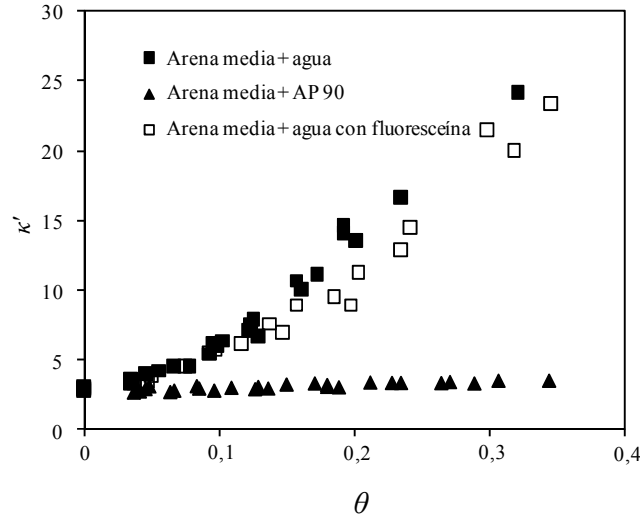 30
25
20
15
10
5
0
κ'
Arena media+ agua
Arena media+ AP 90
Arena media+ agua con fluoresceína
0
0,1
0,2
0,3
0,4
θ